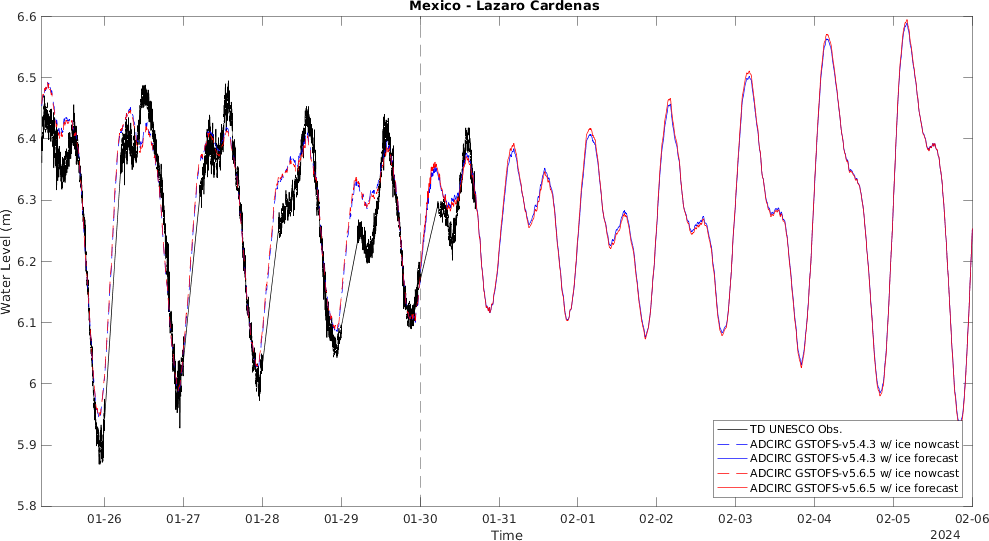 Mexico - Lazaro Cardenas
6.6
6.5
6.4
6.3
6.2
6.1
6
5.9
5.8
Water Level (m)
01-26
01-27
01-28
01-29
01-30
01-31
02-01
02-02
02-03
02-04
02-05
02-06
Time
2024
TD UNESCO Obs.
ADCIRC GSTOFS-v5.4.3 w/ ice nowcast
ADCIRC GSTOFS-v5.4.3 w/ ice forecast
ADCIRC GSTOFS-v5.6.5 w/ ice nowcast
ADCIRC GSTOFS-v5.6.5 w/ ice forecast